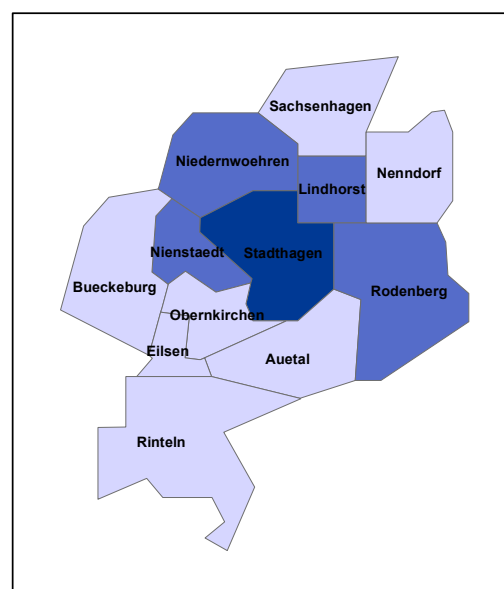 Sachsenhagen
Niedernwoehren
Nenndorf
Lindhorst
Nienstaedt
Stadthagen
Bueckeburg
Rodenberg
Obernkirchen
Eilsen
Auetal
Rinteln